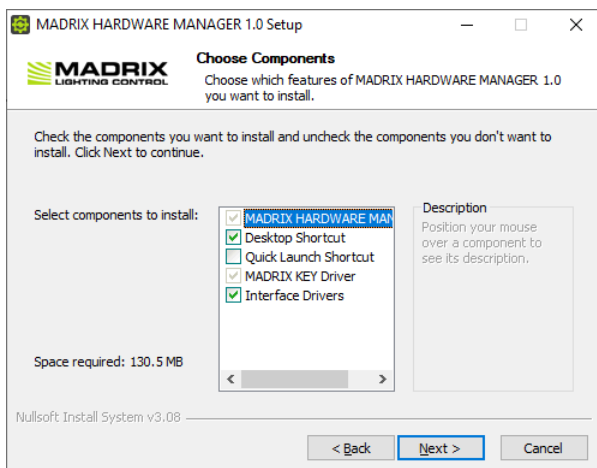 MADRIX HARDWARE MANAGER 1.0 Setup
MADRIX
LIGHTING CONTROL
Choose Components
Choose which features of MADRIX HARDWARE MANAGER 1.0
you want to install.
Check the components you want to install and uncheck the components you don't want to
install. Click Next to continue.
Select components to install:
MADRIX HARDWARE MAN
Desktop Shortcut
Quick Launch Shortcut
MADRIX KEY Driver
Interface Drivers
Description
Position your mouse
over a component to
see its description.
Space required: 130.5 MB
Nullsoft Install System v3.08
< Back
Next >
Cancel